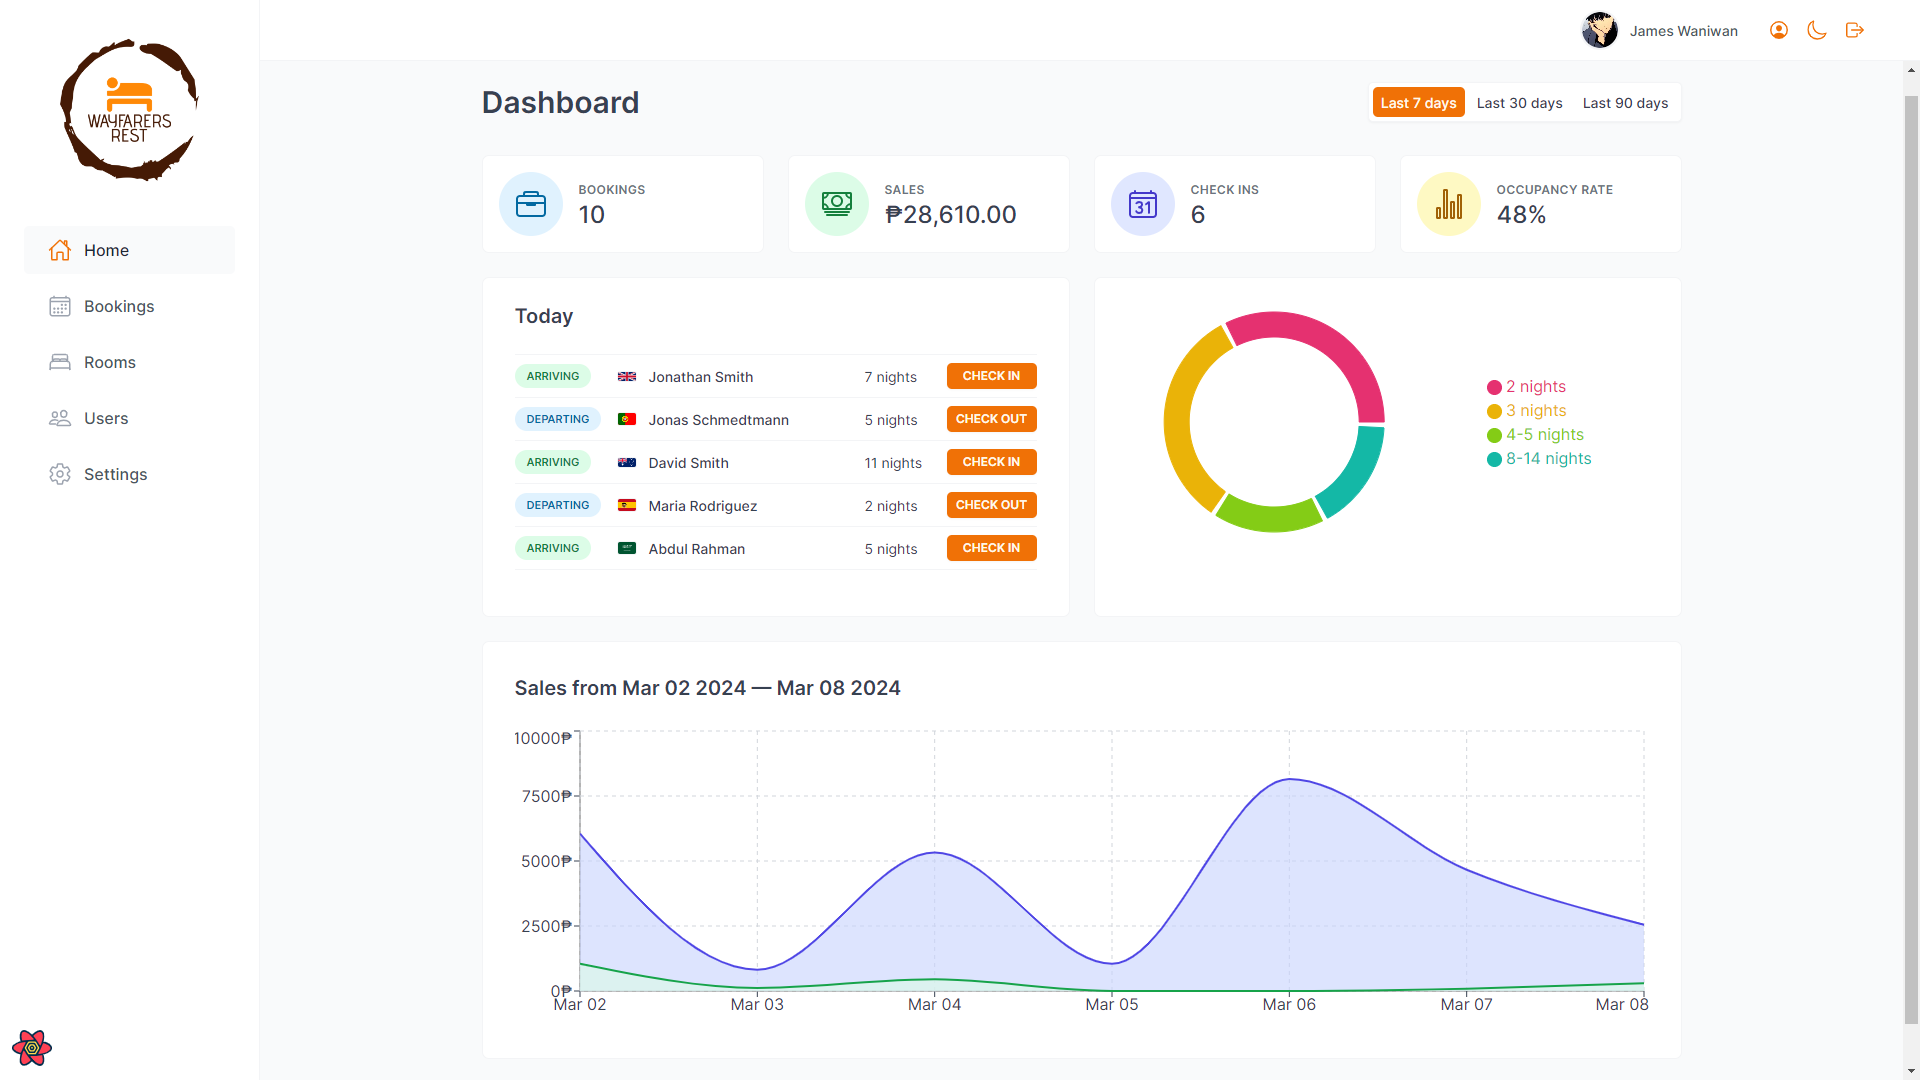 James Waniwan
WAYFARERS
REST
Home
Bookings
Rooms
Users
Settings
Dashboard
Last 7 days Last 30 days Last 90 days
BOOKINGS
10
SALES
₱28,610.00
CHECK INS
31
6
OCCUPANCY RATE
48%
Today
ARRIVING Jonathan Smith 7 nights CHECK IN
DEPARTING Jonas Schmedtmann 5 nights CHECK OUT
ARRIVING David Smith 11 nights CHECK IN
DEPARTING Maria Rodriguez 2 nights CHECK OUT
ARRIVING Abdul Rahman 5 nights CHECK IN
2 nights
3 nights
4-5 nights
8-14 nights
Sales from Mar 02 2024 — Mar 08 2024
10000₱
7500₱
5000₱
2500₱
0₱
Mar 02 Mar 03 Mar 04 Mar 05 Mar 06 Mar 07 Mar 08